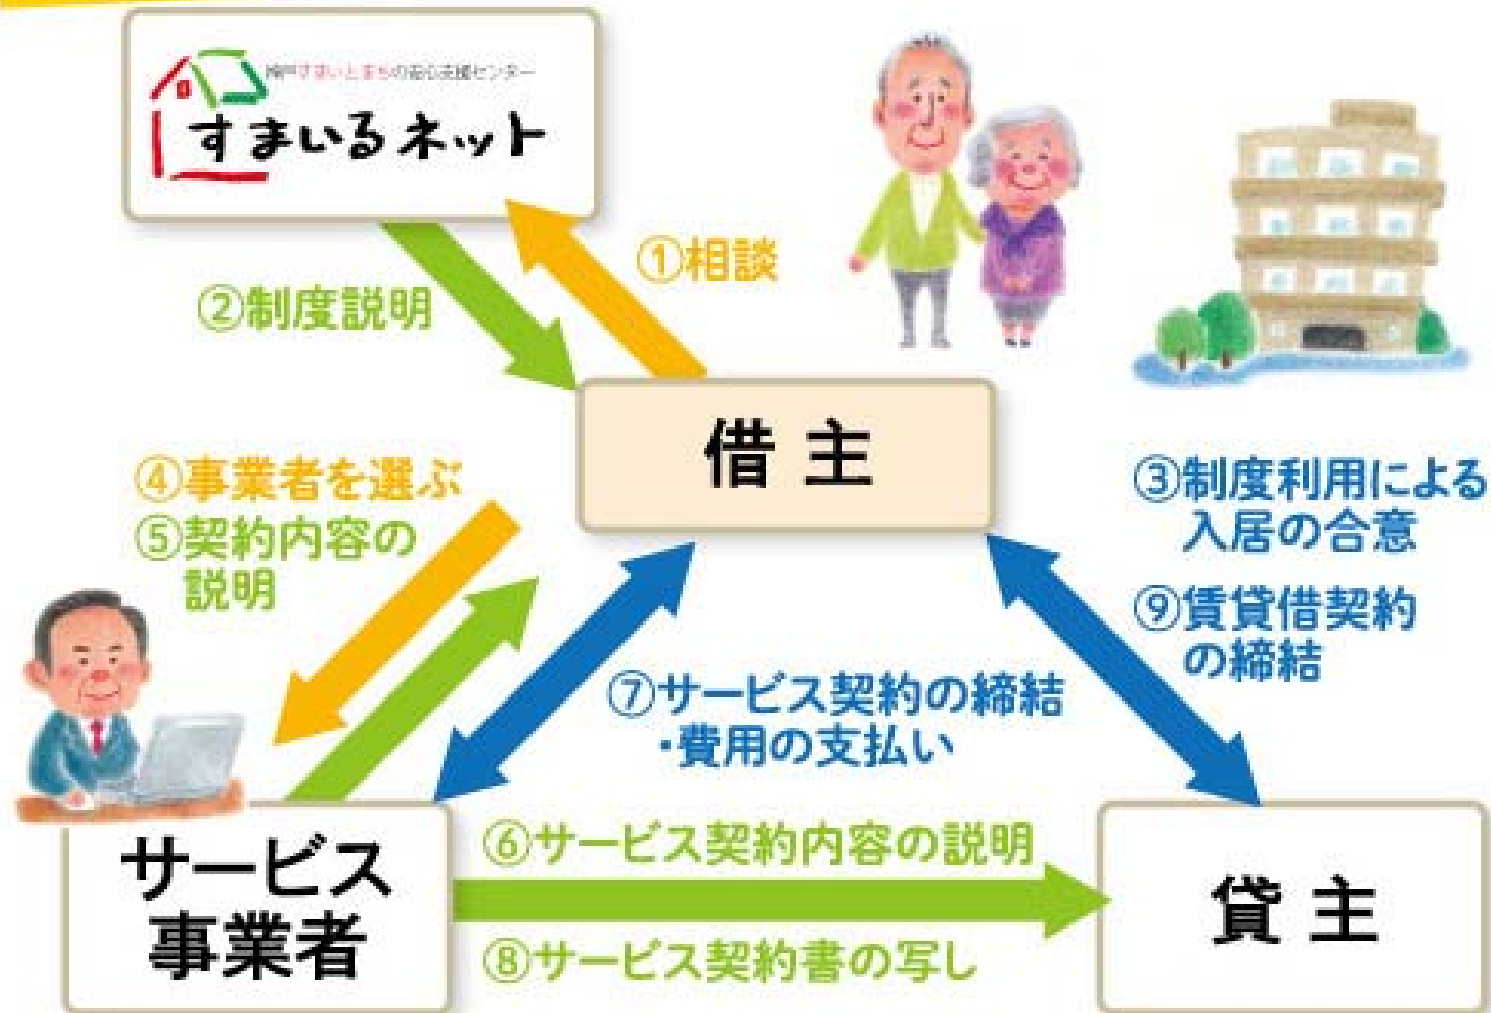 神戸すまいとまちの安心支援センター
すまいるネット
①相談
②制度説明
借主
④事業者を選ぶ
⑤契約内容の
説明
③制度利用による
入居の合意
⑨賃貸借契約
の締結
⑦サービス契約の締結
・費用の支払い
サービス
事業者
⑥サービス契約内容の説明
⑧サービス契約書の写し
貸主